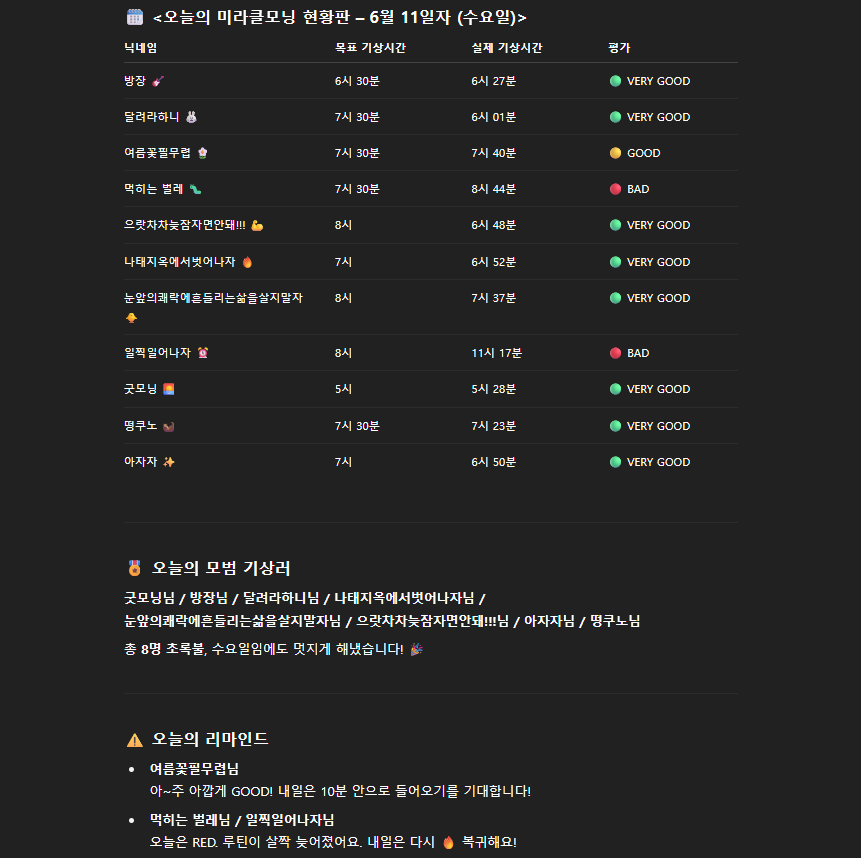 🗓️ <오늘의 미라클모닝 현황판 – 6월 11일자 (수요일)>
닉네임 목표 기상시간 실제 기상시간 평가
방장 🎸 6시 30분 6시 27분 🟢 VERY GOOD
달려라하니 🐰 7시 30분 6시 01분 🟢 VERY GOOD
여름꽃필무렵 🌸 7시 30분 7시 40분 🟡 GOOD
먹히는 벌레 🐛 7시 30분 8시 44분 🔴 BAD
으랏차차늦잠자면안돼!!! 💪 8시 6시 48분 🟢 VERY GOOD
나태지옥에서벗어나자 🔥 7시 6시 52분 🟢 VERY GOOD
눈앞의쾌락에흔들리는삶을살지말자 8시 7시 37분 🟢 VERY GOOD
🐥
일찍일어나자 ⏰ 8시 11시 17분 🔴 BAD
굿모닝 🌅 5시 5시 28분 🟢 VERY GOOD
떵쿠노 7시 30분 7시 23분 🟢 VERY GOOD
아자자 ✨ 7시 6시 50분 🟢 VERY GOOD
🏅 오늘의 모범 기상러
굿모닝님 / 방장님 / 달려라하니님 / 나태지옥에서벗어나자님 /
눈앞의쾌락에흔들리는삶을살지말자님 / 으랏차차늦잠자면안돼!!!님 / 아자자님 / 떵쿠노님
총 8명 초록불, 수요일임에도 멋지게 해냈습니다! 🎉
⚠️ 오늘의 리마인드
• 여름꽃필무렵님
아~주 아깝게 GOOD! 내일은 10분 안으로 들어오기를 기대합니다!
• 먹히는 벌레님 / 일찍일어나자님
오늘은 RED. 루틴이 살짝 늦어졌어요. 내일은 다시 🔥 복귀해요!